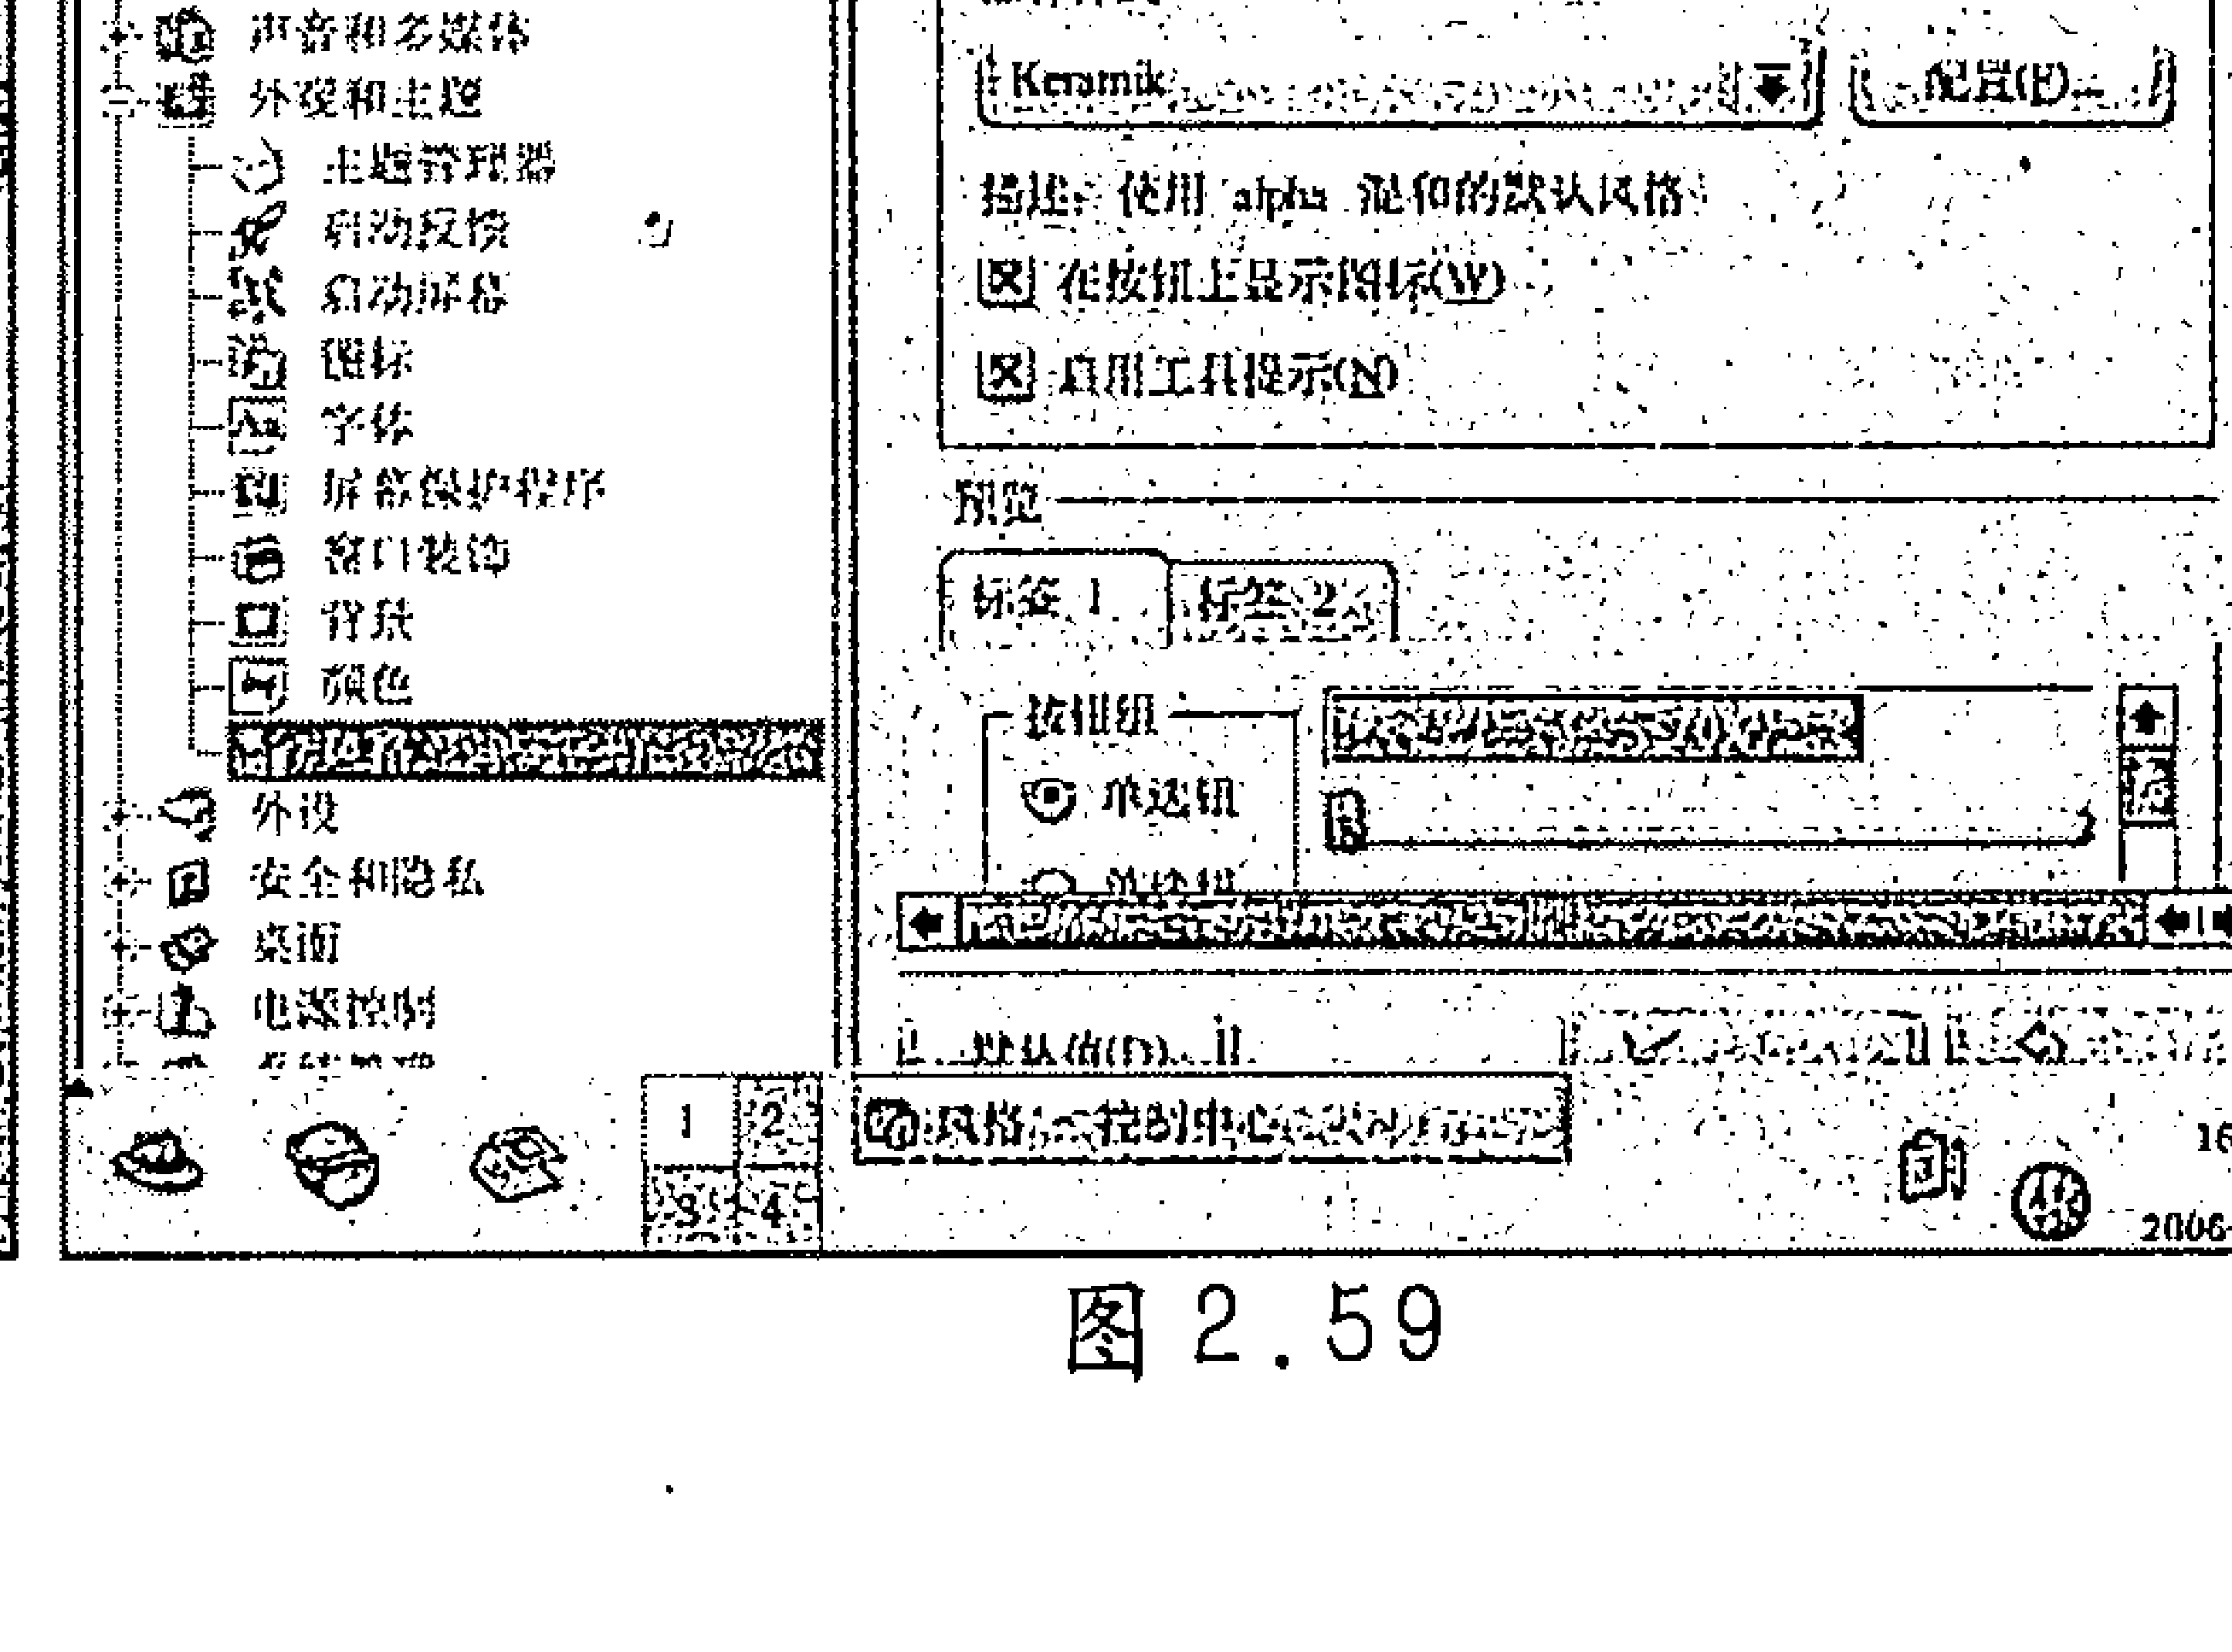 声音和多媒体
外观和主题
主题管理器
启动反馈
启动屏幕
图标
字体
屏幕保护程序
窗口装饰
背景
颜色
外设
安全和隐私
桌面
电源控制
Keramik
配置(F)...
描述: 使用 alpha 混和的默认风格
在按钮上显示图标(W)
启用工具提示(N)
预览
标签 1
标签 2
按钮组
单选钮
单选钮
默认值(D)
1 2
3 4
风格 - 控制中心
16
2006-
图 2.59